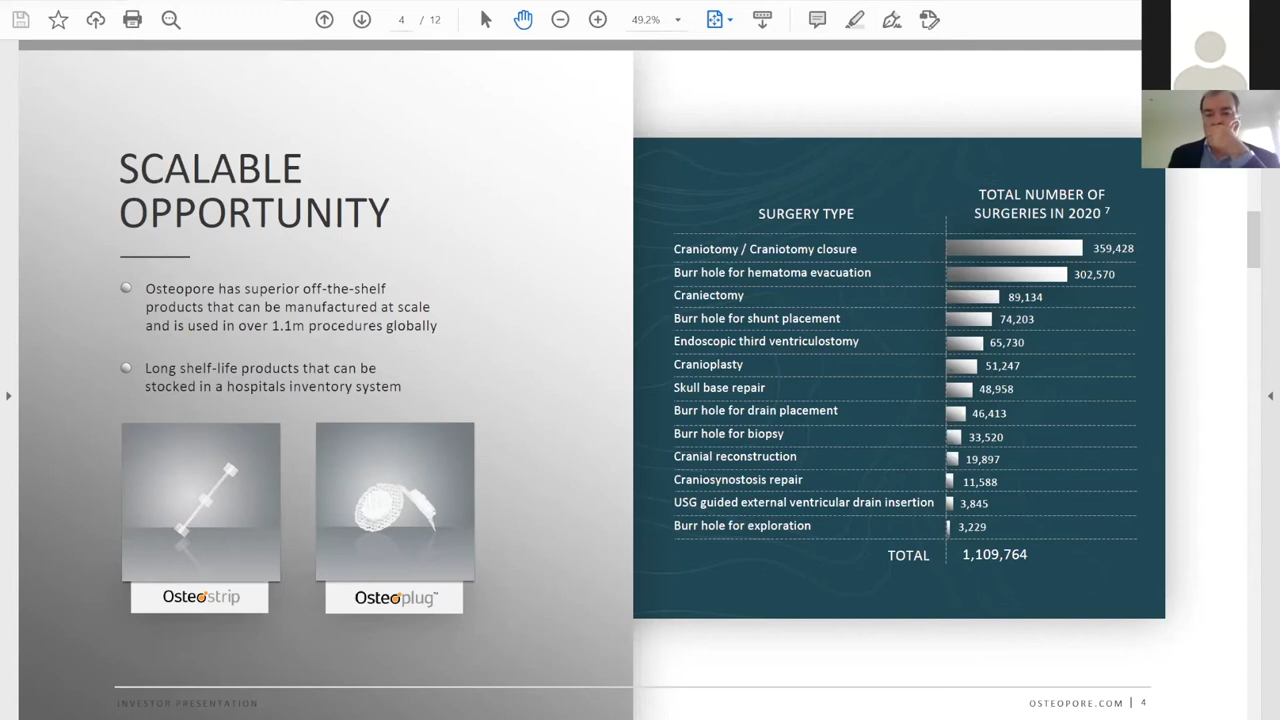 4 / 12
49.2%
SCALABLE
OPPORTUNITY
Osteopore has superior off-the-shelf
products that can be manufactured at scale
and is used in over 1.1m procedures globally
Long shelf-life products that can be
stocked in a hospitals inventory system
Osteostrip
Osteoplug™
SURGERY TYPE
TOTAL NUMBER OF
SURGERIES IN 2020 7
Craniotomy / Craniotomy closure 359,428
Burr hole for hematoma evacuation 302,570
Craniectomy 89,134
Burr hole for shunt placement 74,203
Endoscopic third ventriculostomy 65,730
Cranioplasty 51,247
Skull base repair 48,958
Burr hole for drain placement 46,413
Burr hole for biopsy 33,520
Cranial reconstruction 19,897
Craniosynostosis repair 11,588
USG guided external ventricular drain insertion 3,845
Burr hole for exploration 3,229
TOTAL 1,109,764
INVESTOR PRESENTATION
OSTEOPORE.COM | 4